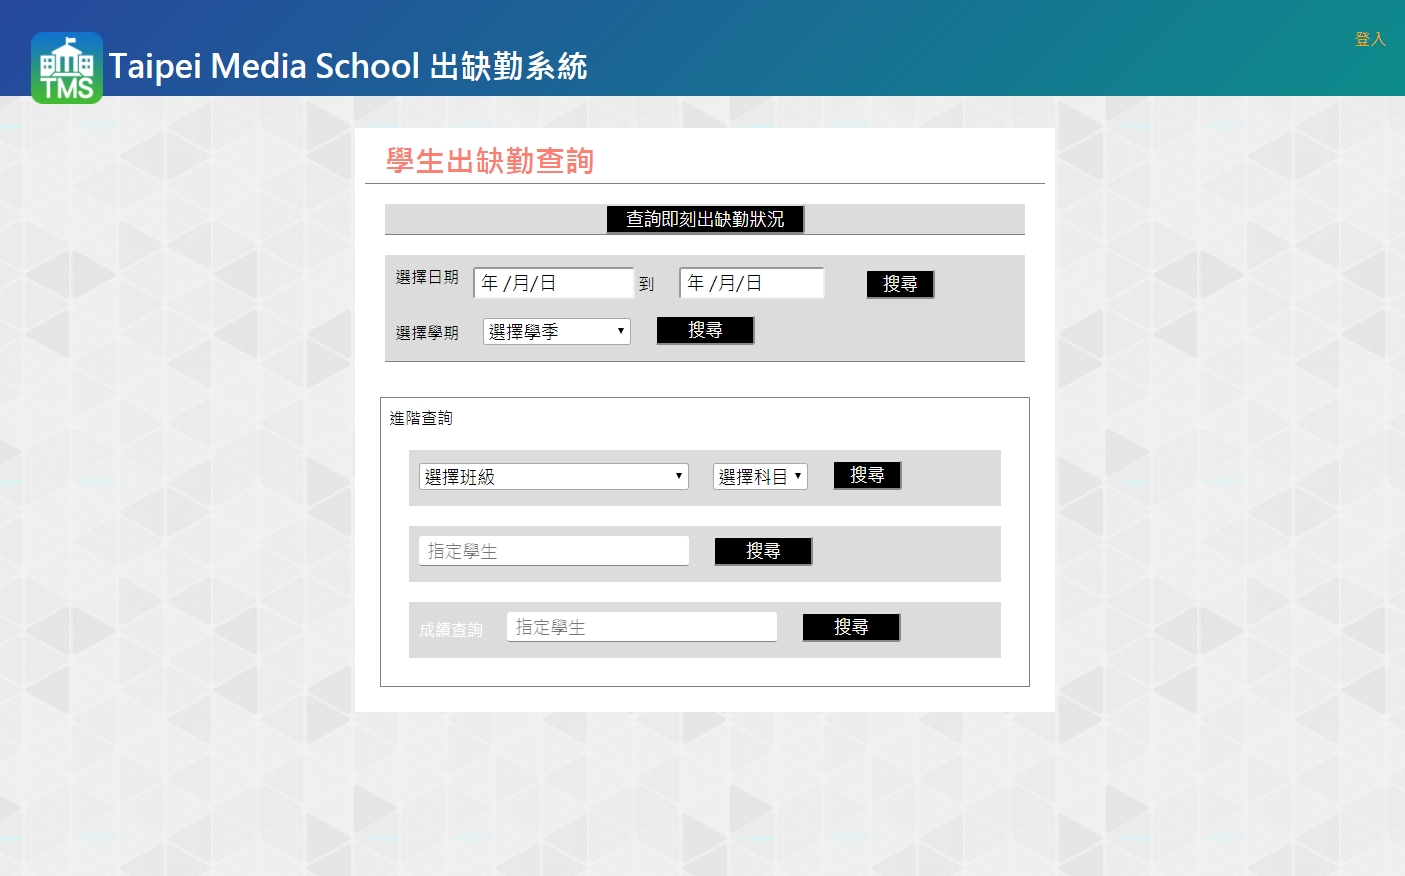 登入
TMS
Taipei Media School 出缺勤系統
學生出缺勤查詢
查詢即刻出缺勤狀況
選擇日期 年 /月/日 到 年 /月/日 搜尋
選擇學期 選擇學季 搜尋
進階查詢
選擇班級 選擇科目 搜尋
指定學生 搜尋
成績查詢 指定學生 搜尋